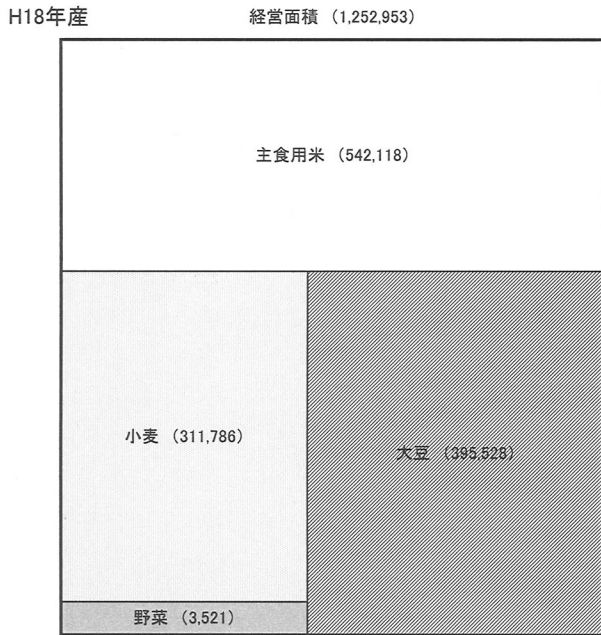 H18年産
経営面積 （1,252,953）
主食用米 （542,118）
小麦 （311,786）
大豆 （395,528）
野菜 （3,521）